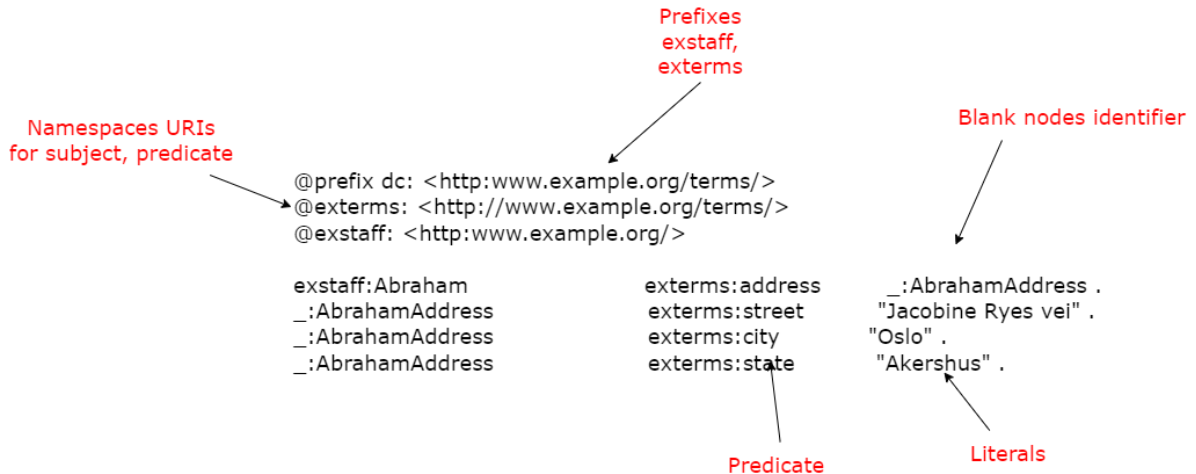 Prefixes
exstaff,
exterms
Namespaces URIs
for subject, predicate
Blank nodes identifier
@prefix dc: <http:www.example.org/terms/>
@exterms: <http://www.example.org/terms/>
@exstaff: <http:www.example.org/>
exstaff:Abraham exterms:address _:AbrahamAddress .
_:AbrahamAddress exterms:street "Jacobine Ryes vei" .
_:AbrahamAddress exterms:city "Oslo" .
_:AbrahamAddress exterms:state "Akershus" .
Predicate
Literals